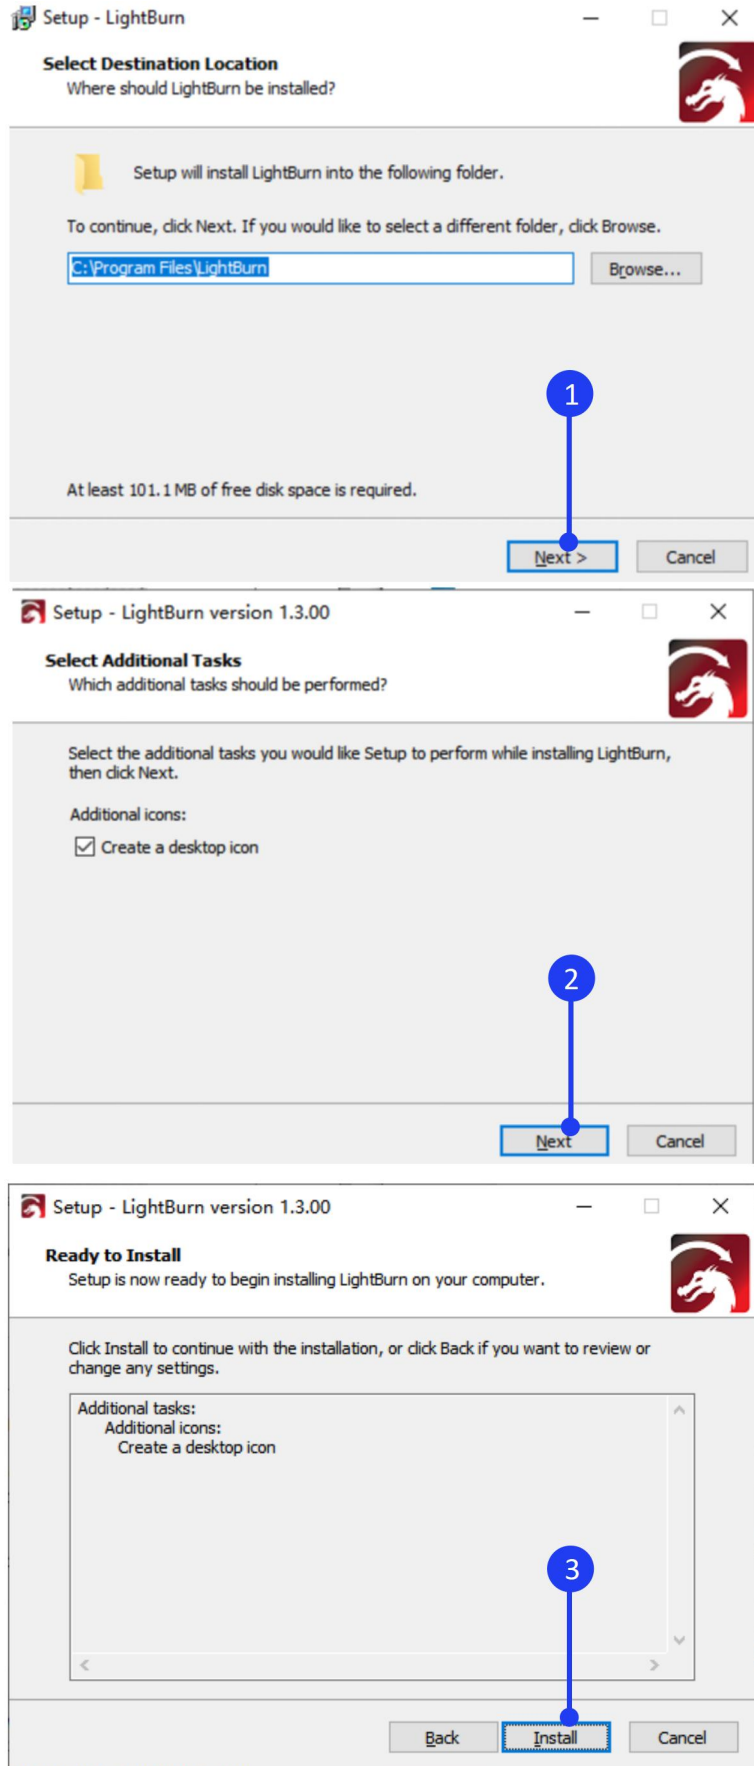 Setup - LightBurn
Select Destination Location
Where should LightBurn be installed?
Setup will install LightBurn into the following folder.
To continue, click Next. If you would like to select a different folder, click Browse.
C:\Program Files\LightBurn
Browse...
1
At least 101.1 MB of free disk space is required.
Next >
Cancel
Setup - LightBurn version 1.3.00
Select Additional Tasks
Which additional tasks should be performed?
Select the additional tasks you would like Setup to perform while installing LightBurn,
then click Next.
Additional icons:
Create a desktop icon
2
Next
Cancel
Setup - LightBurn version 1.3.00
Ready to Install
Setup is now ready to begin installing LightBurn on your computer.
Click Install to continue with the installation, or click Back if you want to review or
change any settings.
Additional tasks:
Additional icons:
Create a desktop icon
3
Back
Install
Cancel